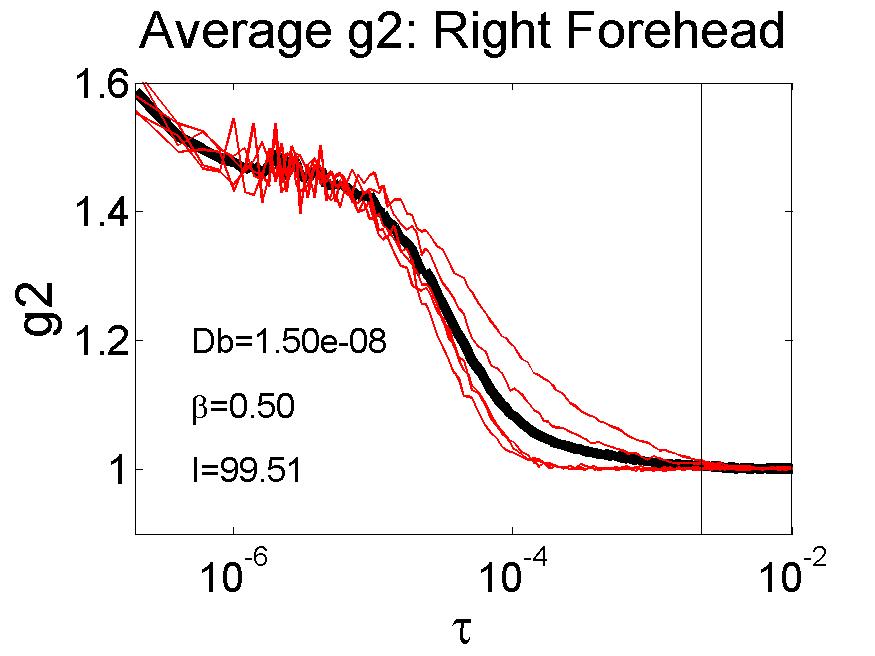 Average g2: Right Forehead
1.6
1.4
1.2
1
g2
Db=1.50e-08
β=0.50
I=99.51
10^-6
10^-4
10^-2
τ